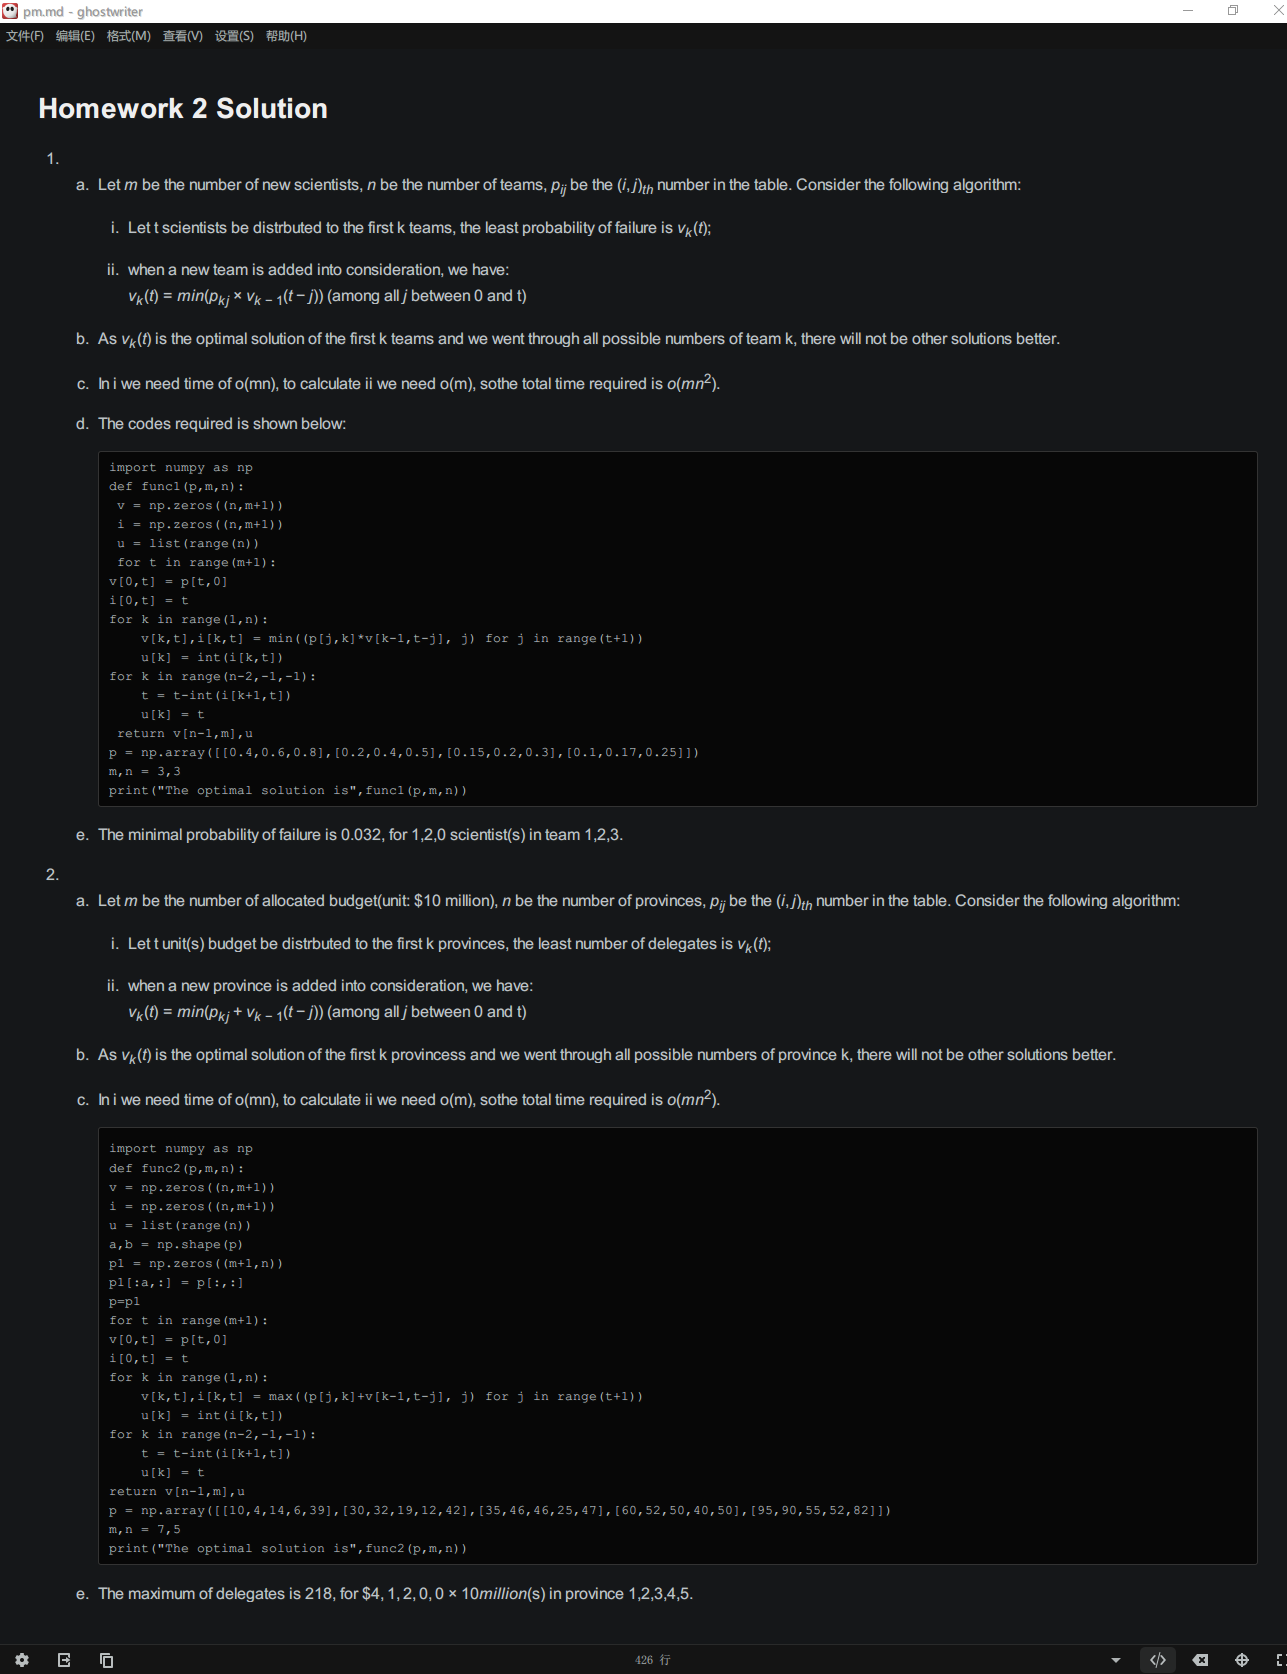 pm.md - ghostwriter
文件(F) 编辑(E) 格式(M) 查看(V) 设置(S) 帮助(H)
Homework 2 Solution
1.
a. Let m be the number of new scientists, n be the number of teams, p_ij be the (i,j)_th number in the table. Consider the following algorithm:
i. Let t scientists be distrbuted to the first k teams, the least probability of failure is v_k(t);
ii. when a new team is added into consideration, we have:
v_k(t) = min(p_kj × v_k − 1(t − j)) (among all j between 0 and t)
b. As v_k(t) is the optimal solution of the first k teams and we went through all possible numbers of team k, there will not be other solutions better.
c. In i we need time of o(mn), to calculate ii we need o(m), sothe total time required is o(mn²).
d. The codes required is shown below:
import numpy as np
def func1(p,m,n):
 v = np.zeros((n,m+1))
 i = np.zeros((n,m+1))
 u = list(range(n))
 for t in range(m+1):
v[0,t] = p[t,0]
i[0,t] = t
for k in range(1,n):
    v[k,t],i[k,t] = min((p[j,k]*v[k-1,t-j], j) for j in range(t+1))
    u[k] = int(i[k,t])
for k in range(n-2,-1,-1):
    t = t-int(i[k+1,t])
    u[k] = t
 return v[n-1,m],u
p = np.array([[0.4,0.6,0.8],[0.2,0.4,0.5],[0.15,0.2,0.3],[0.1,0.17,0.25]])
m,n = 3,3
print("The optimal solution is",func1(p,m,n))
e. The minimal probability of failure is 0.032, for 1,2,0 scientist(s) in team 1,2,3.
2.
a. Let m be the number of allocated budget(unit: $10 million), n be the number of provinces, p_ij be the (i,j)_th number in the table. Consider the following algorithm:
i. Let t unit(s) budget be distrbuted to the first k provinces, the least number of delegates is v_k(t);
ii. when a new province is added into consideration, we have:
v_k(t) = min(p_kj + v_k − 1(t − j)) (among all j between 0 and t)
b. As v_k(t) is the optimal solution of the first k provincess and we went through all possible numbers of province k, there will not be other solutions better.
c. In i we need time of o(mn), to calculate ii we need o(m), sothe total time required is o(mn²).
import numpy as np
def func2(p,m,n):
v = np.zeros((n,m+1))
i = np.zeros((n,m+1))
u = list(range(n))
a,b = np.shape(p)
p1 = np.zeros((m+1,n))
p1[:a,:] = p[:,:]
p=p1
for t in range(m+1):
v[0,t] = p[t,0]
i[0,t] = t
for k in range(1,n):
    v[k,t],i[k,t] = max((p[j,k]+v[k-1,t-j], j) for j in range(t+1))
    u[k] = int(i[k,t])
for k in range(n-2,-1,-1):
    t = t-int(i[k+1,t])
    u[k] = t
return v[n-1,m],u
p = np.array([[10,4,14,6,39],[30,32,19,12,42],[35,46,46,25,47],[60,52,50,40,50],[95,90,55,52,82]])
m,n = 7,5
print("The optimal solution is",func2(p,m,n))
e. The maximum of delegates is 218, for $4, 1, 2, 0, 0 × 10million(s) in province 1,2,3,4,5.
426 行